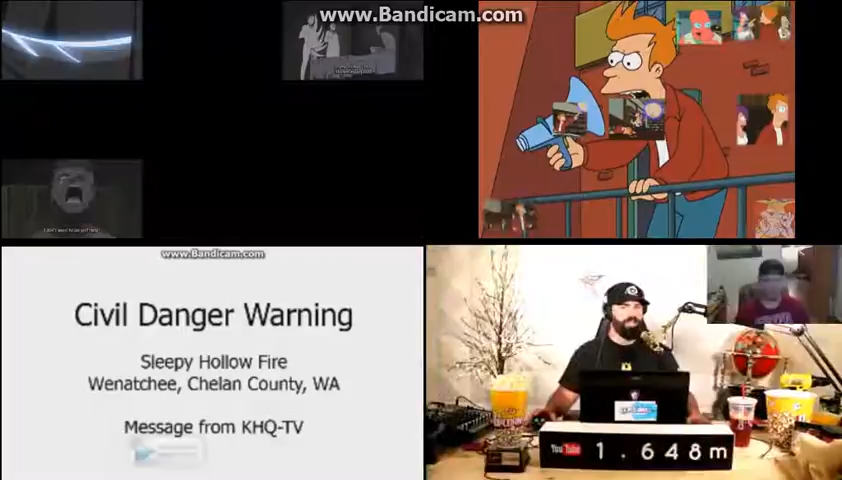 www.Bandicam.com
www.Bandicam.com
Civil Danger Warning
Sleepy Hollow Fire
Wenatchee, Chelan County, WA
Message from KHQ-TV
YouTube 1.648m